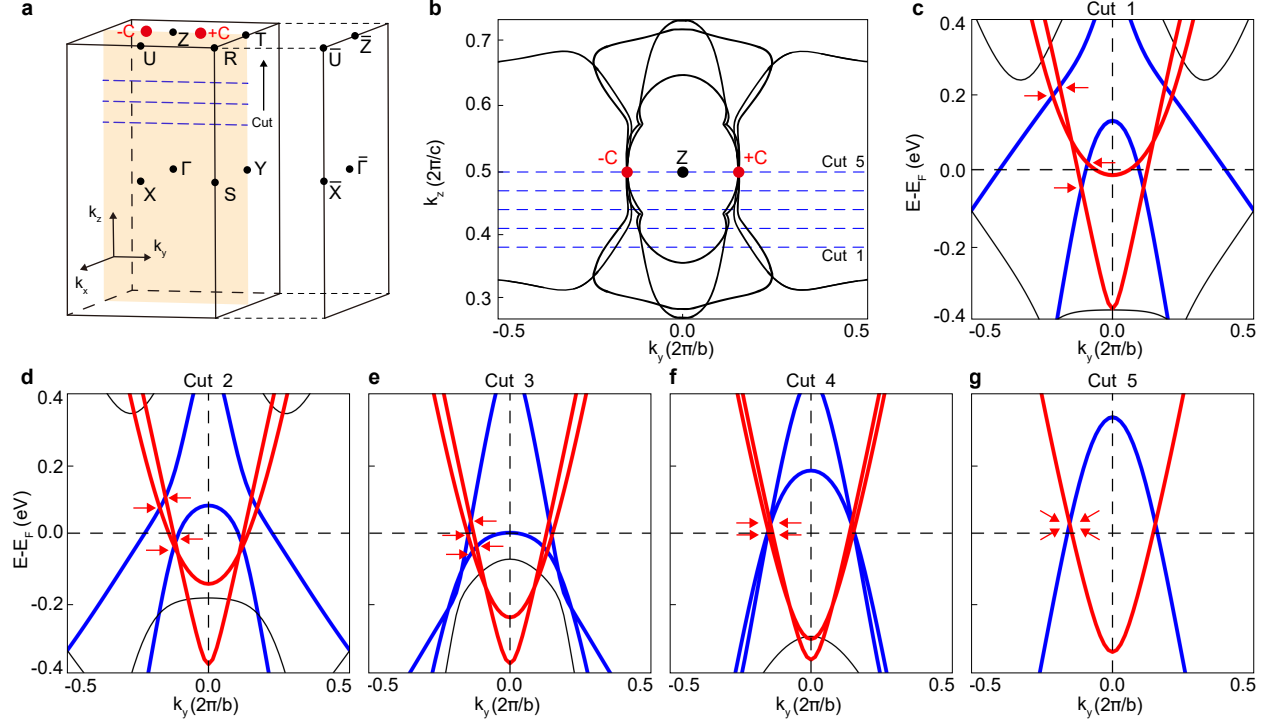 a
-C
Z
+C
T
U
R
Ū
Z̄
Cut
Γ
Y
X
S
X̄
Γ̄
k_z
k_y
k_x
b
0.7
0.6
0.5
0.4
0.3
k_z (2π/c)
-C
Z̄
+C
Cut 5
Cut 1
-0.5
0.0
0.5
k_y (2π/b)
c
Cut 1
0.4
0.2
0.0
-0.2
-0.4
E-E_F (eV)
-0.5
0.0
0.5
k_y (2π/b)
d
Cut 2
0.4
0.2
0.0
-0.2
-0.4
E-E_F (eV)
-0.5
0.0
0.5
k_y (2π/b)
e
Cut 3
-0.5
0.0
0.5
k_y (2π/b)
f
Cut 4
-0.5
0.0
0.5
k_y (2π/b)
g
Cut 5
-0.5
0.0
0.5
k_y (2π/b)